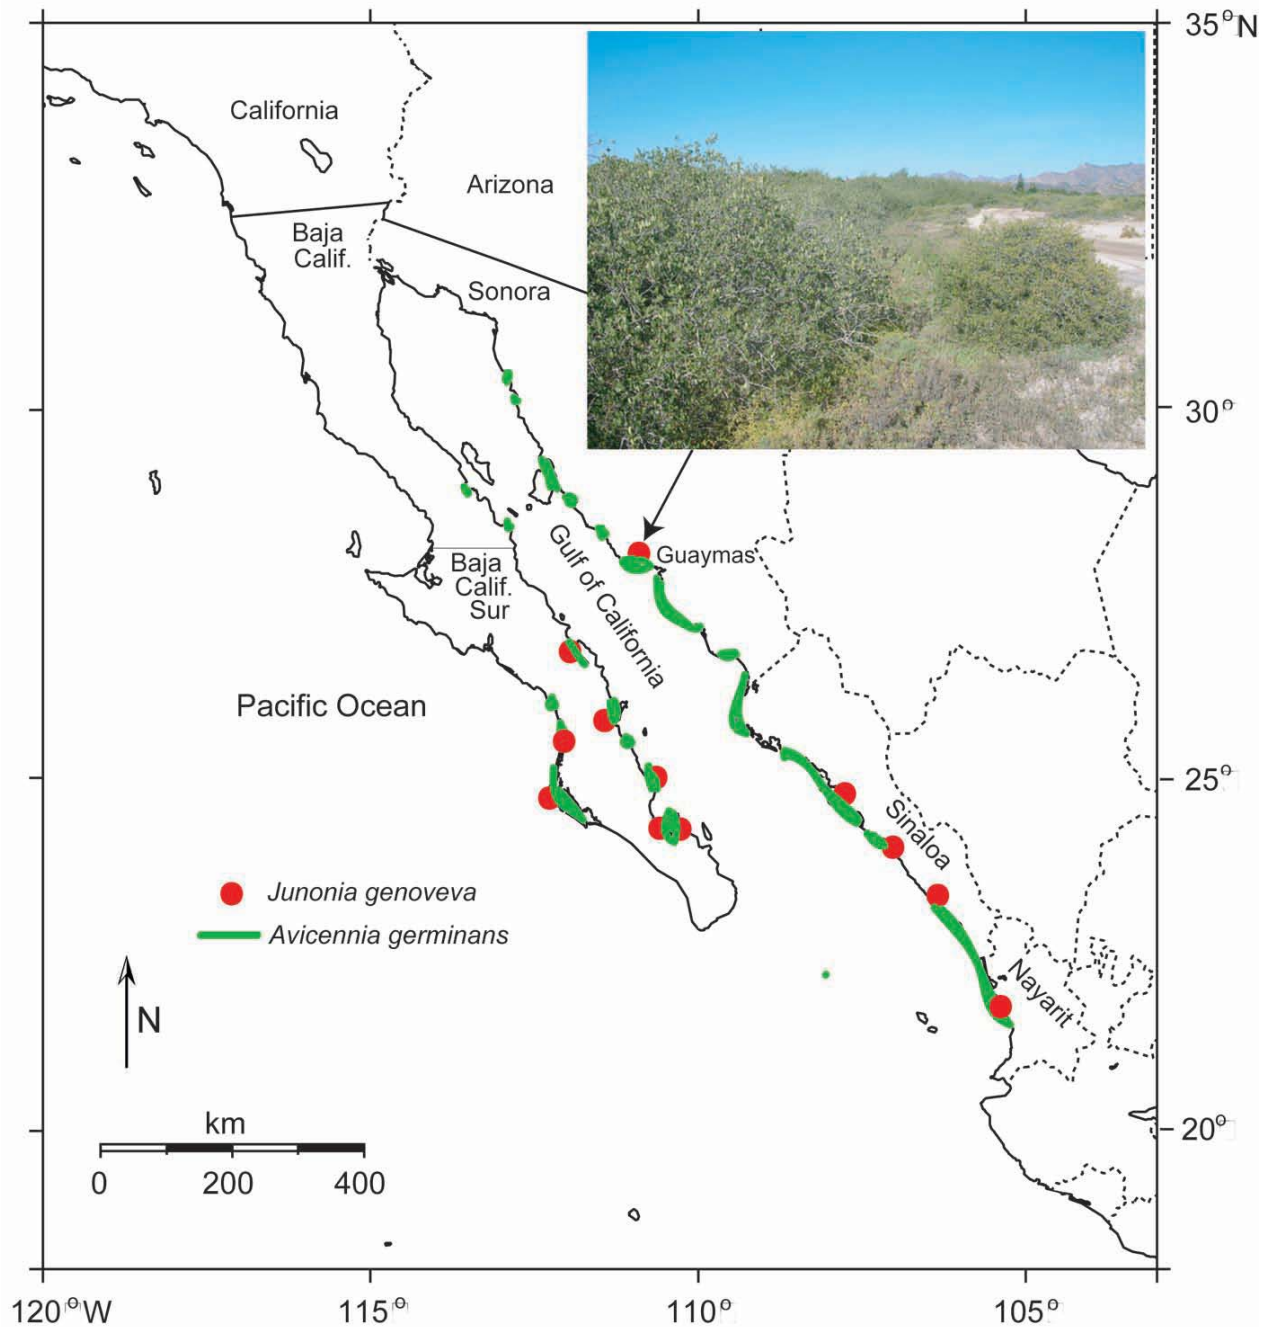 35°N
California
Arizona
Baja
Calif.
Sonora
30°
Guaymas
Gulf of California
Baja
Calif.
Sur
Pacific Ocean
25°
Sinaloa
Junonia genoveva
Avicennia germinans
Nayarit
N
km
20°
0 200 400
120°W 115° 110° 105°